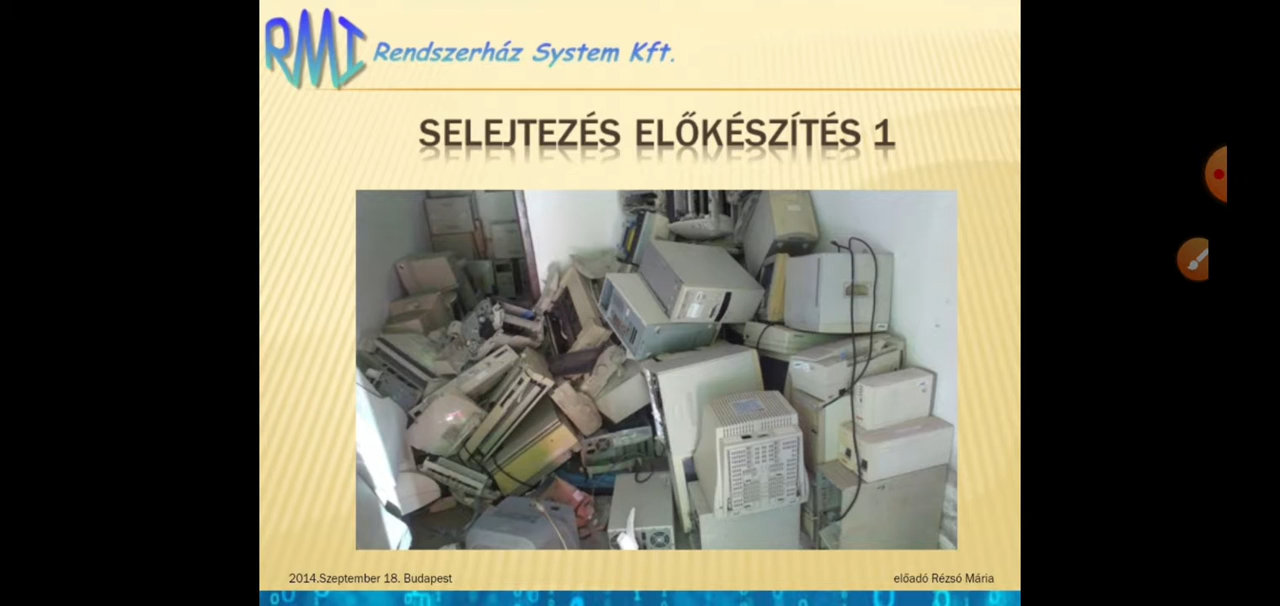 RMI Rendszerház System Kft.
SELEJTEZÉS ELŐKÉSZÍTÉS 1
2014.Szeptember 18. Budapest
előadó Rézsó Mária